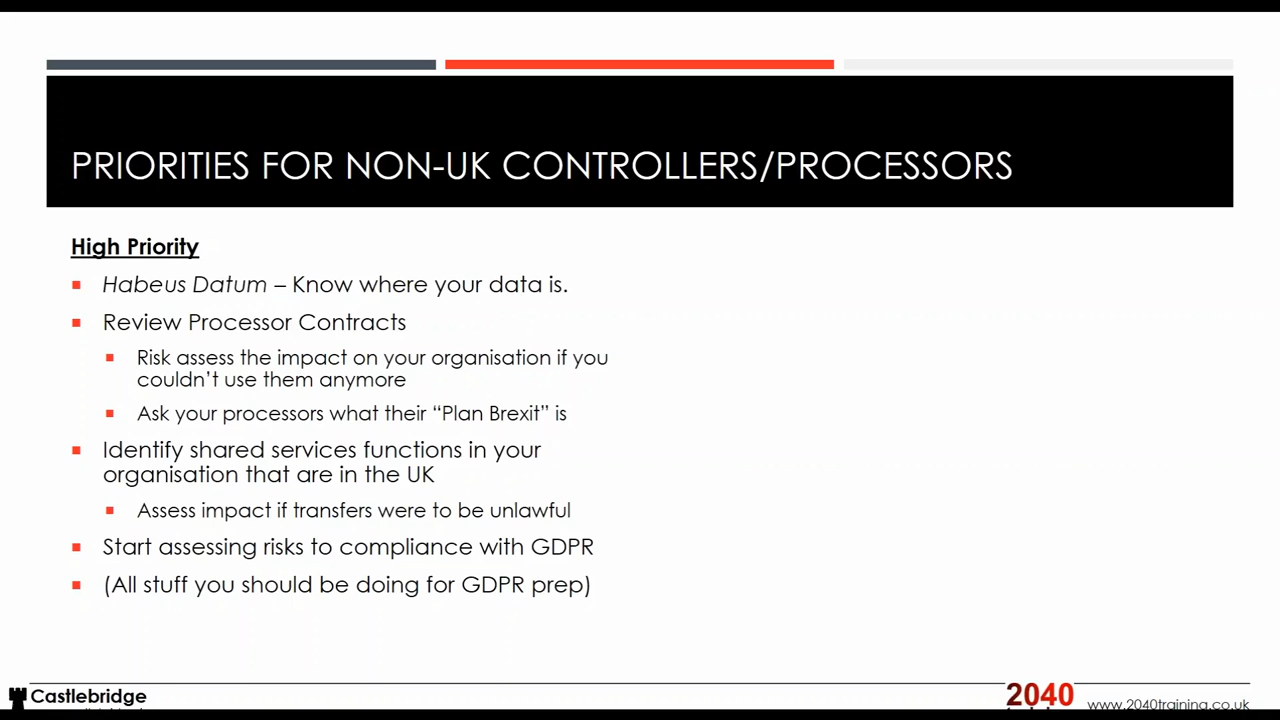 PRIORITIES FOR NON-UK CONTROLLERS/PROCESSORS
High Priority
Habeus Datum – Know where your data is.
Review Processor Contracts
Risk assess the impact on your organisation if you
couldn't use them anymore
Ask your processors what their “Plan Brexit” is
Identify shared services functions in your
organisation that are in the UK
Assess impact if transfers were to be unlawful
Start assessing risks to compliance with GDPR
(All stuff you should be doing for GDPR prep)
Castlebridge
2040
www.2040training.co.uk